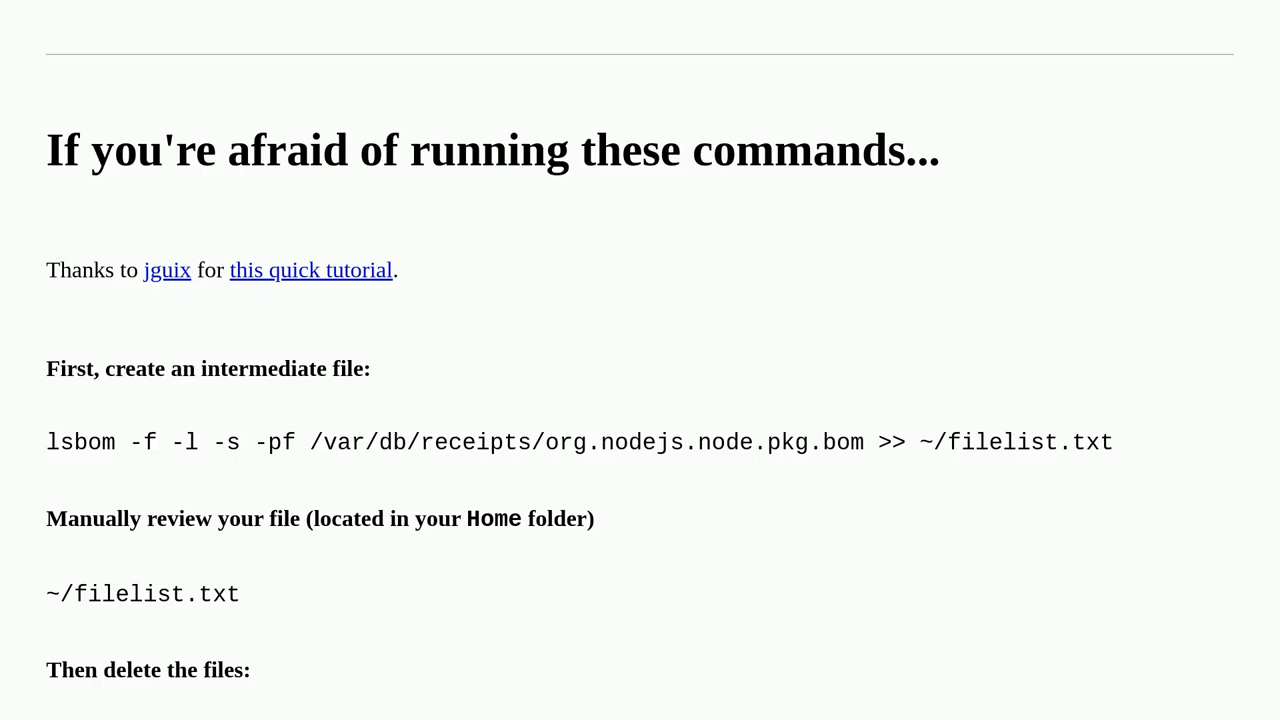 If you're afraid of running these commands...
Thanks to jguix for this quick tutorial.
First, create an intermediate file:
lsbom -f -l -s -pf /var/db/receipts/org.nodejs.node.pkg.bom >> ~/filelist.txt
Manually review your file (located in your Home folder)
~/filelist.txt
Then delete the files: